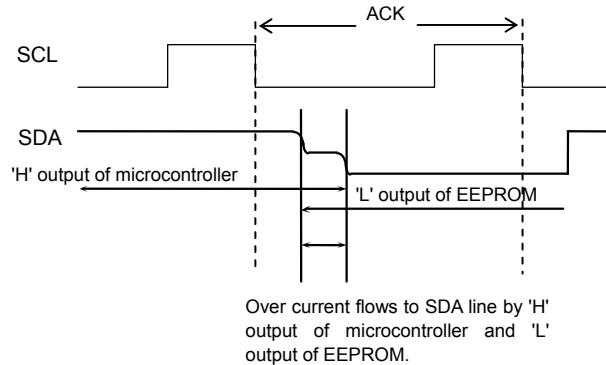 ACK
SCL
SDA
'H' output of microcontroller
'L' output of EEPROM
Over current flows to SDA line by 'H'
output of microcontroller and 'L'
output of EEPROM.